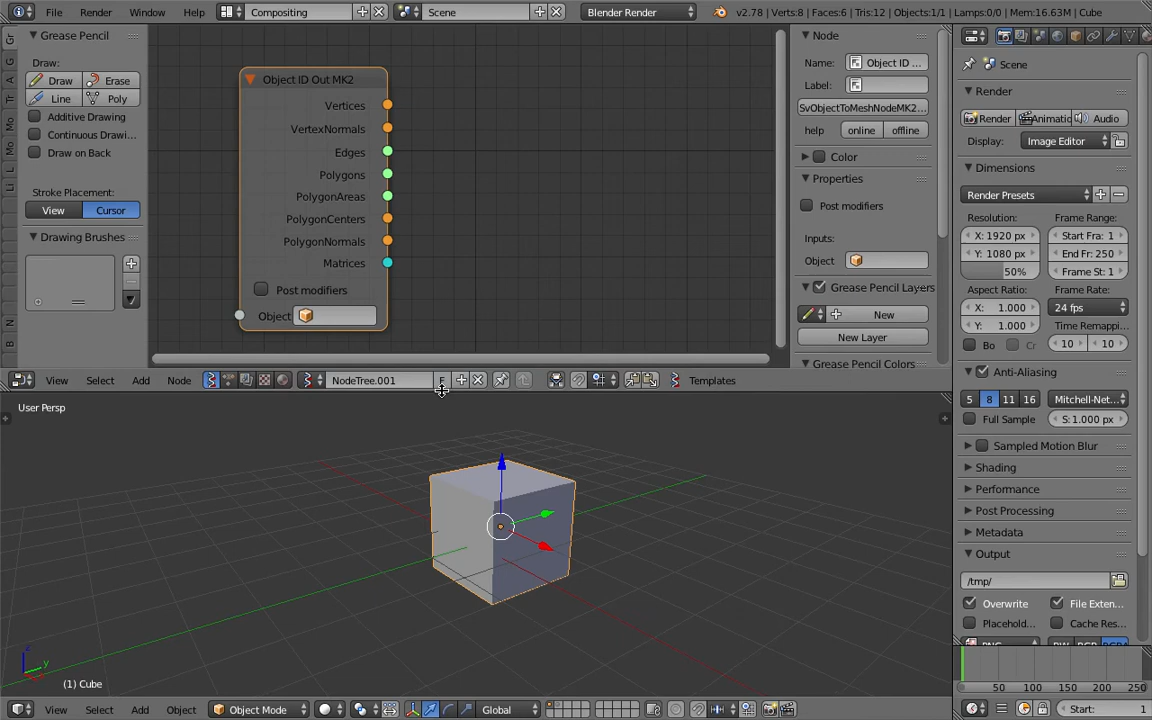 File Render Window Help Compositing Scene Blender Render v2.78 | Verts:8 | Faces:6 | Tris:12 | Objects:1/1 | Lamps:0/0 | Mem:16.63M | Cube
Grease Pencil
Draw:
Draw Erase
Line Poly
Additive Drawing
Continuous Drawi...
Draw on Back
Stroke Placement:
View Cursor
Drawing Brushes
Gr
G
A
Tr
Mo
Mo
Li
L
N
B
Object ID Out MK2
Vertices
VertexNormals
Edges
Polygons
PolygonAreas
PolygonCenters
PolygonNormals
Matrices
Post modifiers
Object
Node
Name: Object ID ...
Label:
SvObjectToMeshNodeMK2...
help online offline
Color
Properties
Post modifiers
Inputs:
Object
Grease Pencil Layers
New
New Layer
Grease Pencil Colors
View Select Add Node NodeTree.001 F Templates
User Persp
z
y
(1) Cube
View Select Add Object Object Mode Global
Scene
Render
Render Animatic Audio
Display: Image Editor
Dimensions
Render Presets
Resolution: Frame Range:
X: 1920 px Start Fra: 1
Y: 1080 px End Fr: 250
50% Frame St: 1
Aspect Ratio: Frame Rate:
X: 1.000 24 fps
Y: 1.000 Time Remappi...
Bo Cr 10 10
Anti-Aliasing
5 8 11 16 Mitchell-Net...
Full Sample S: 1.000 px
Sampled Motion Blur
Shading
Performance
Post Processing
Metadata
Output
/tmp/
Overwrite File Exten...
Placehold... Cache Res...
50 100 150 200 250
Start: 1